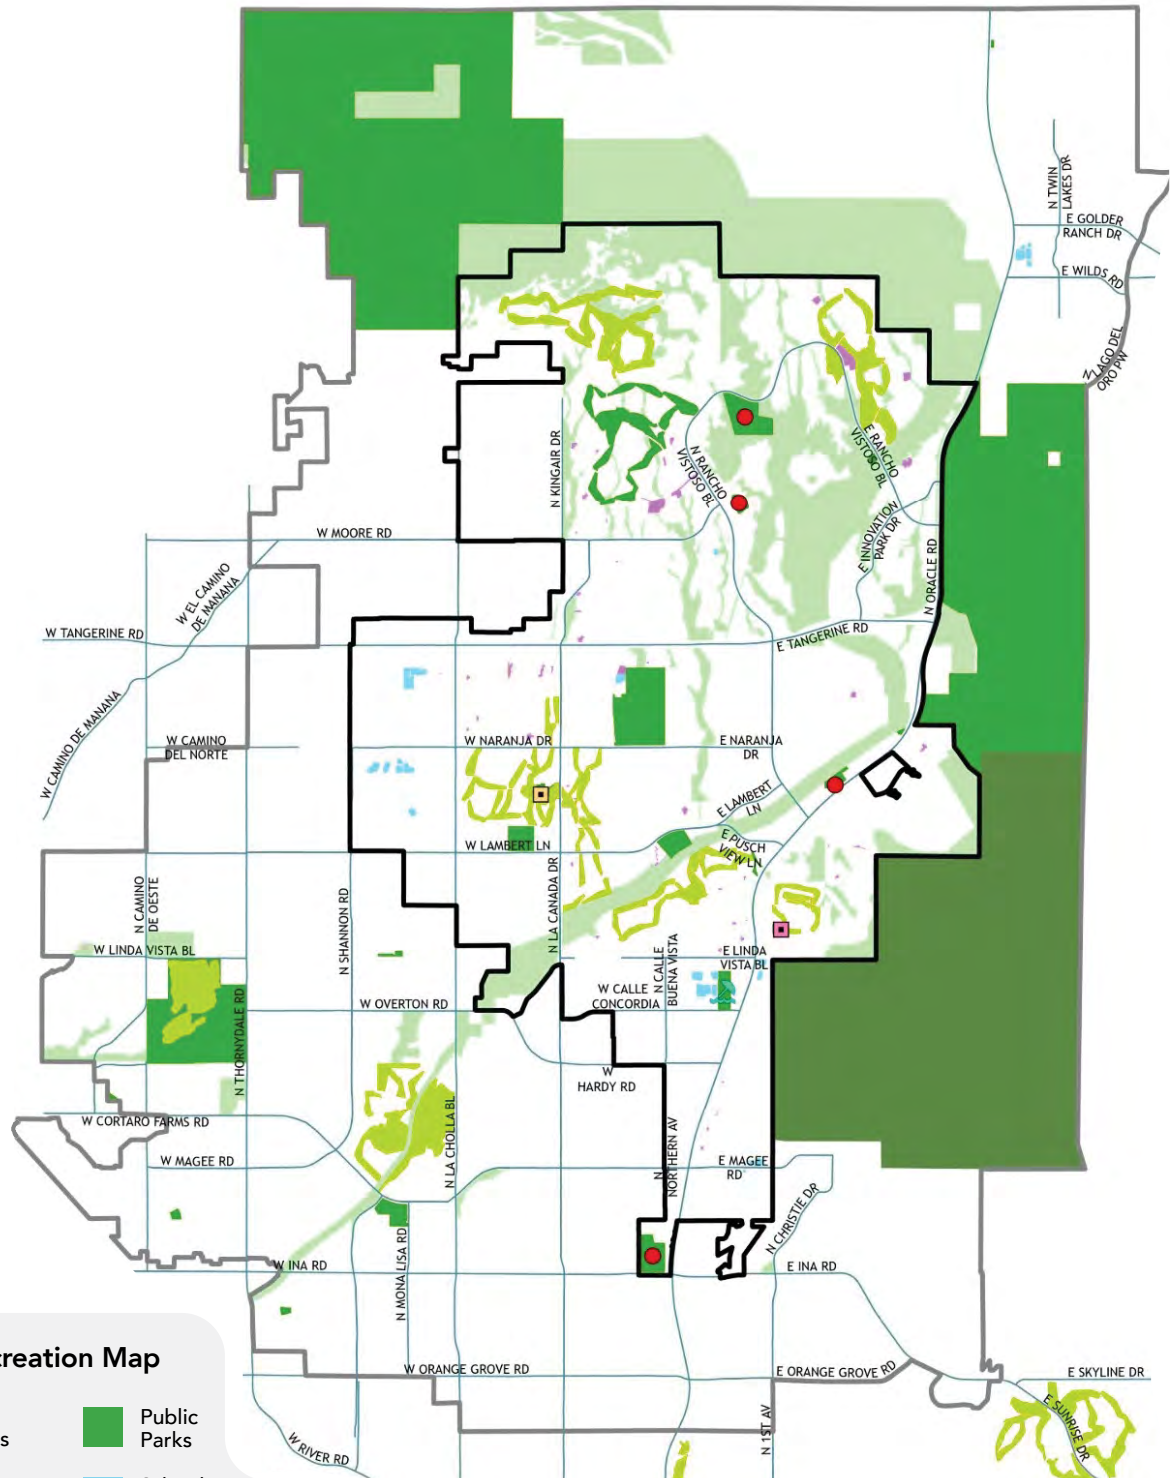 N TWIN
LAKES DR
E GOLDER
RANCH DR
E WILDS RD
N LAGO DEL
ORO PW
N KINGAIR DR
N RANCHO
VISTOSO BL
E RANCHO
VISTOSO BL
E INNOVATION
PARK DR
N ORACLE RD
W MOORE RD
W EL CAMINO
DE MANANA
W TANGERINE RD
E TANGERINE RD
W CAMINO DE MANANA
W CAMINO
DEL NORTE
W NARANJA DR
E NARANJA
DR
E LAMBERT
LN
E PUSCH
VIEW LN
W LAMBERT LN
N LA CANADA DR
N CAMINO
DE OESTE
N SHANNON RD
W LINDA VISTA BL
E LINDA
VISTA BL
N CALLE
BUENA VISTA
W CALLE
CONCORDIA
W OVERTON RD
N THORNYDALE RD
W
HARDY RD
W CORTARO FARMS RD
N LA CHOLLA BL
N
NORTHERN AV
W MAGEE RD
E MAGEE
RD
N CHRISTIE DR
N MONA LISA RD
W INA RD
E INA RD
W ORANGE GROVE RD
E ORANGE GROVE RD
E SKYLINE DR
E SUNRISE DR
N 1ST AV
W RIVER RD
creation Map
s
Public
Parks